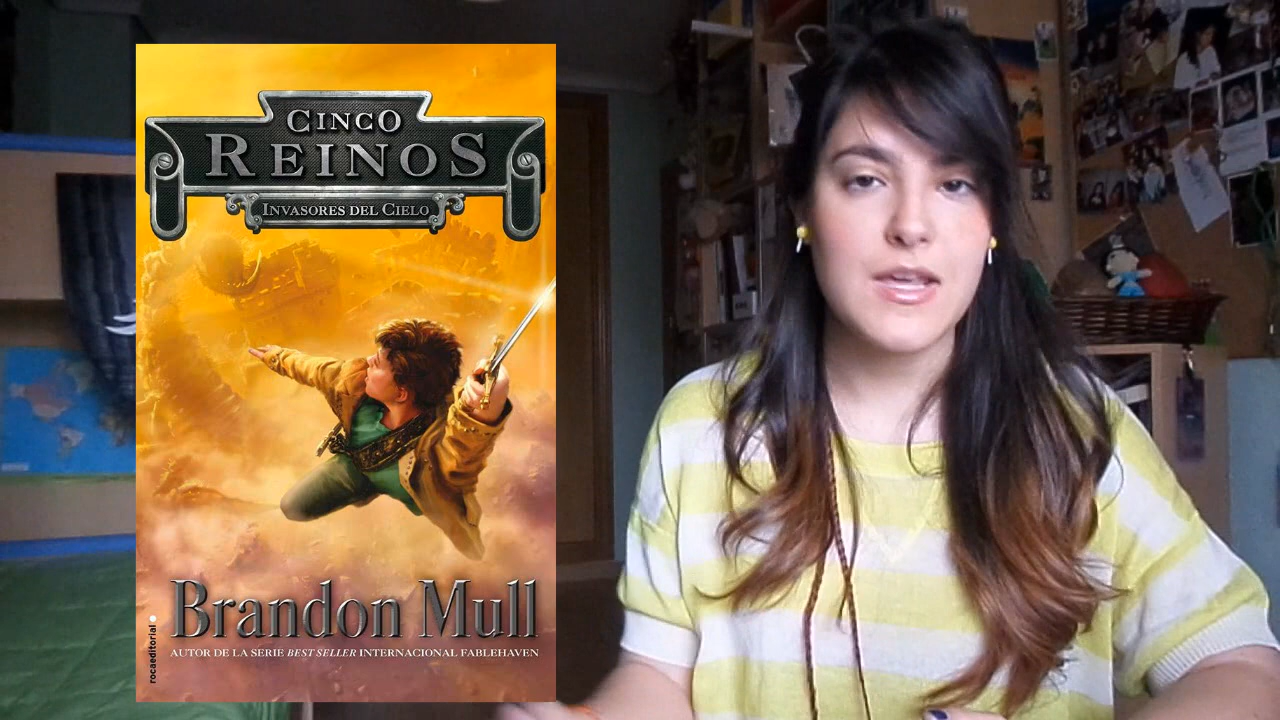 CINCO
REINOS
INVASORES DEL CIELO
Brandon Mull
AUTOR DE LA SERIE BEST SELLER INTERNACIONAL FABLEHAVEN
rocaeditorial